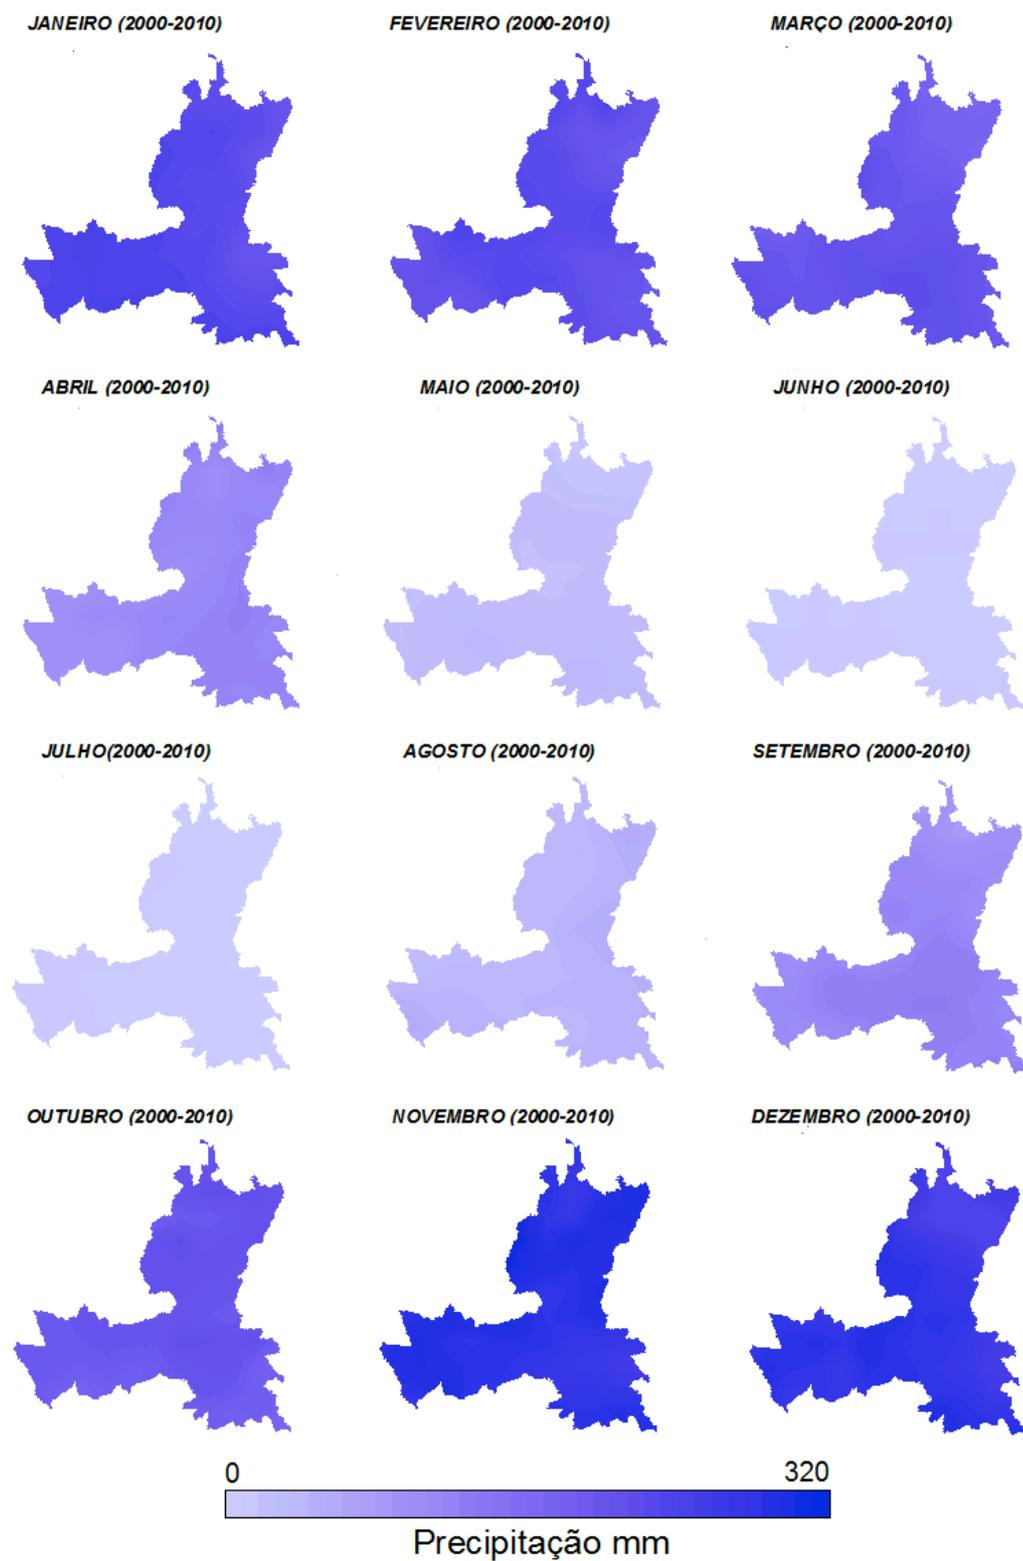 JANEIRO (2000-2010) FEVEREIRO (2000-2010) MARÇO (2000-2010)
ABRIL (2000-2010) MAIO (2000-2010) JUNHO (2000-2010)
JULHO(2000-2010) AGOSTO (2000-2010) SETEMBRO (2000-2010)
OUTUBRO (2000-2010) NOVEMBRO (2000-2010) DEZEMBRO (2000-2010)
0 320
Precipitação mm